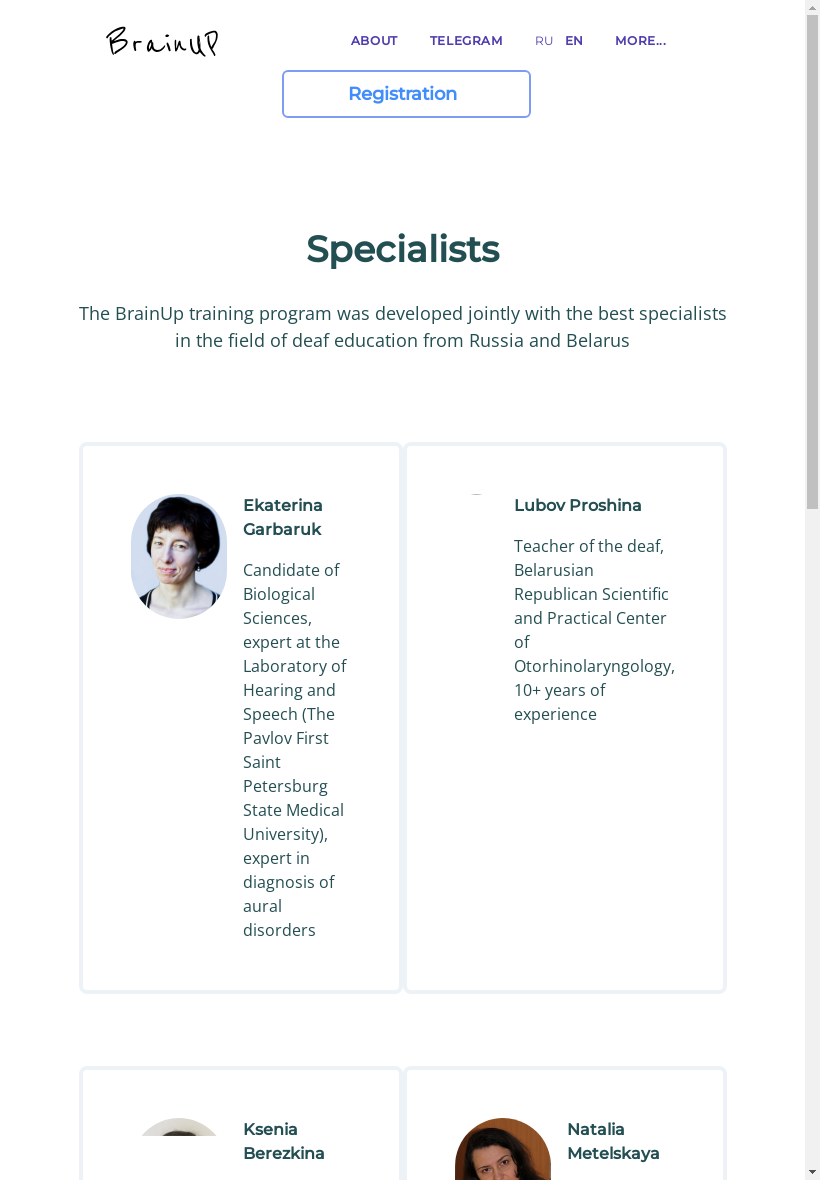 BrainUP
ABOUT
TELEGRAM
RU
EN
MORE...
Registration
Specialists
The BrainUp training program was developed jointly with the best specialists
in the field of deaf education from Russia and Belarus
Ekaterina
Garbaruk
Candidate of
Biological
Sciences,
expert at the
Laboratory of
Hearing and
Speech (The
Pavlov First
Saint
Petersburg
State Medical
University),
expert in
diagnosis of
aural
disorders
Lubov Proshina
Teacher of the deaf,
Belarusian
Republican Scientific
and Practical Center
of
Otorhinolaryngology,
10+ years of
experience
Ksenia
Berezkina
Natalia
Metelskaya